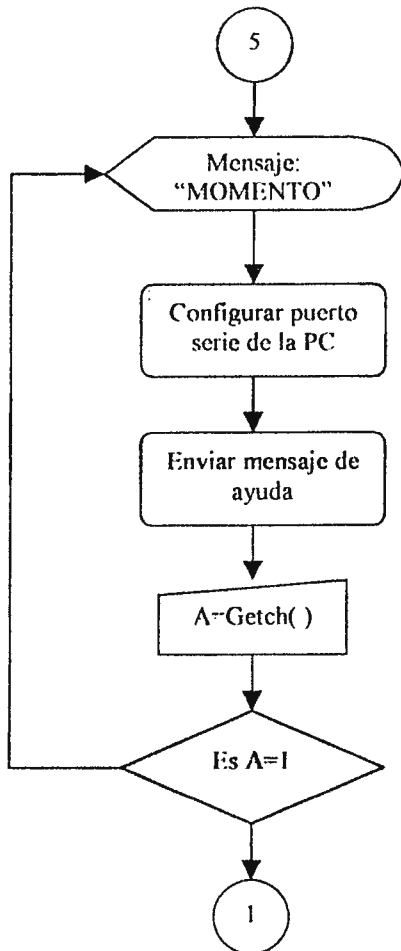 5
Mensaje:
“MOMENTO”
Configurar puerto
serie de la PC
Enviar mensaje de
ayuda
A=Getch( )
Es A=1
1